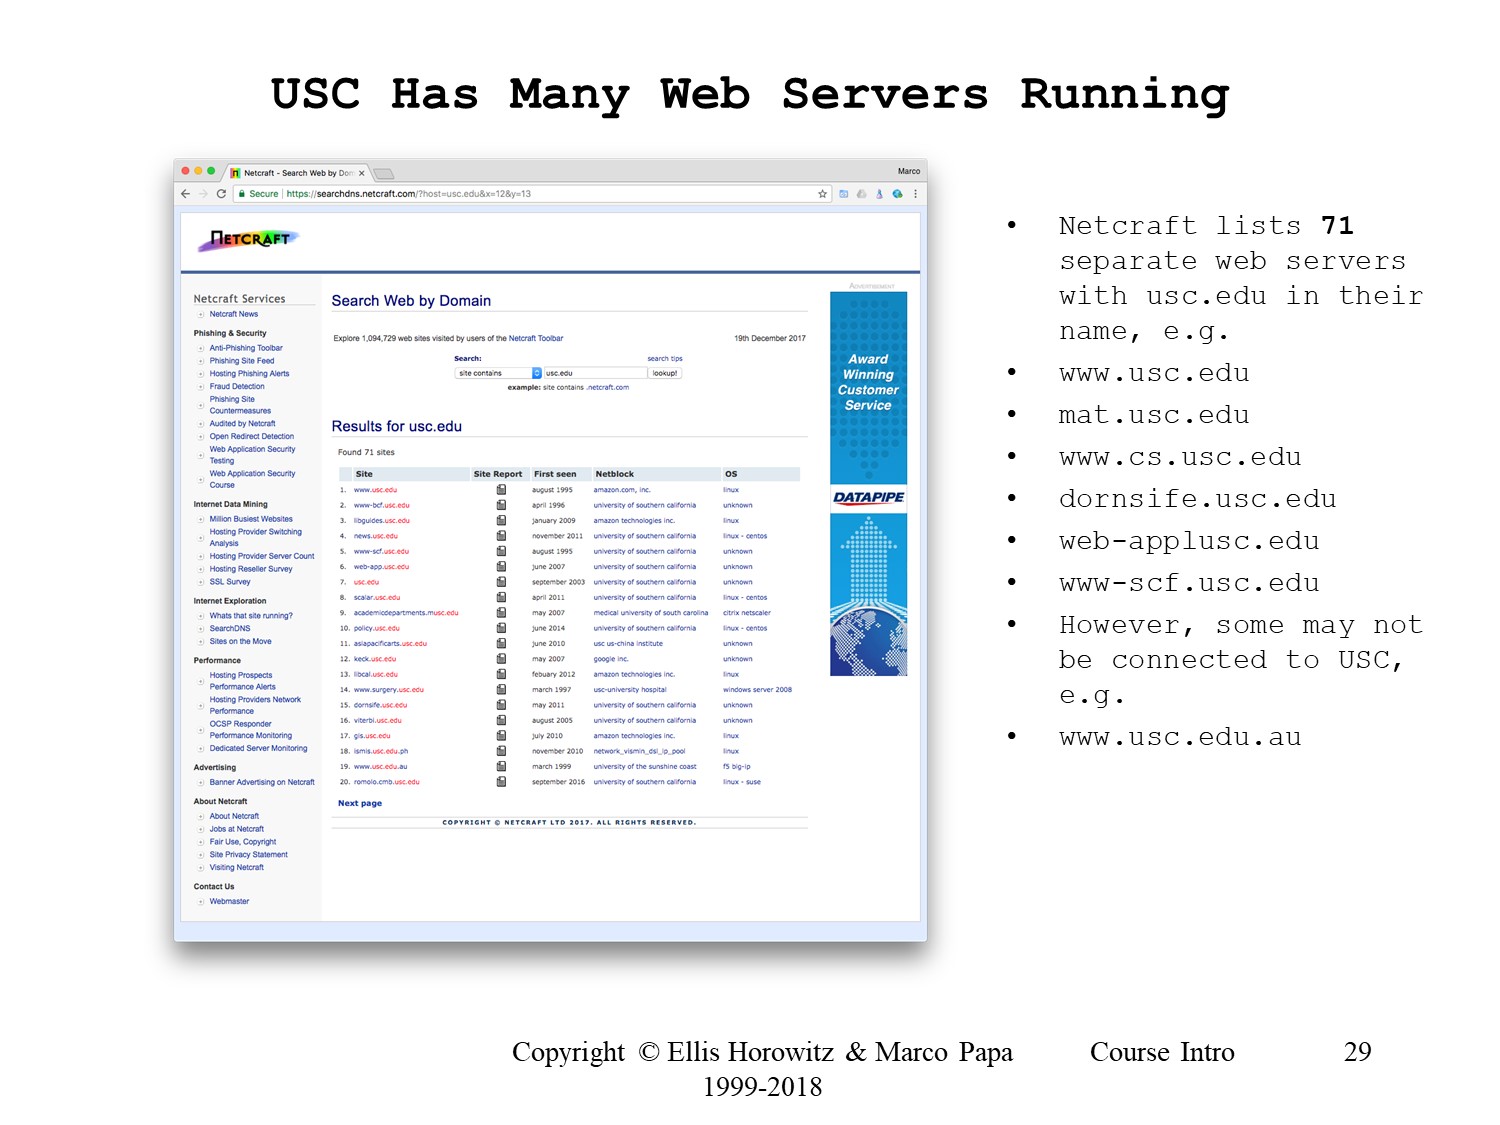 USC Has Many Web Servers Running
Netcraft - Search Web by Dom
Marco
Secure | https://searchdns.netcraft.com/?host=usc.edu&x=12&y=13
NETCRAFT
Netcraft Services
Netcraft News
Phishing & Security
Anti-Phishing Toolbar
Phishing Site Feed
Hosting Phishing Alerts
Fraud Detection
Phishing Site
Countermeasures
Audited by Netcraft
Open Redirect Detection
Web Application Security
Testing
Web Application Security
Course
Internet Data Mining
Million Busiest Websites
Hosting Provider Switching
Analysis
Hosting Provider Server Count
Hosting Reseller Survey
SSL Survey
Internet Exploration
Whats that site running?
SearchDNS
Sites on the Move
Performance
Hosting Prospects
Performance Alerts
Hosting Providers Network
Performance
OCSP Responder
Performance Monitoring
Dedicated Server Monitoring
Advertising
Banner Advertising on Netcraft
About Netcraft
About Netcraft
Jobs at Netcraft
Fair Use, Copyright
Site Privacy Statement
Visiting Netcraft
Contact Us
Webmaster
Search Web by Domain
Explore 1,094,729 web sites visited by users of the Netcraft Toolbar 19th December 2017
Search: search tips
site contains usc.edu lookup!
example: site contains .netcraft.com
Results for usc.edu
Found 71 sites
Site Site Report First seen Netblock OS
1. www.usc.edu august 1995 amazon.com, inc. linux
2. www-bcf.usc.edu april 1996 university of southern california unknown
3. libguides.usc.edu january 2009 amazon technologies inc. linux
4. news.usc.edu november 2011 university of southern california linux - centos
5. www-scf.usc.edu august 1995 university of southern california unknown
6. web-app.usc.edu june 2007 university of southern california unknown
7. usc.edu september 2003 university of southern california unknown
8. scalar.usc.edu april 2011 university of southern california linux - centos
9. academicdepartments.musc.edu may 2007 medical university of south carolina citrix netscaler
10. policy.usc.edu june 2014 university of southern california linux - centos
11. asiapacificarts.usc.edu june 2010 usc us-china institute unknown
12. keck.usc.edu may 2007 google inc. unknown
13. libcal.usc.edu febuary 2012 amazon technologies inc. linux
14. www.surgery.usc.edu march 1997 usc-university hospital windows server 2008
15. dornsife.usc.edu may 2011 university of southern california unknown
16. viterbi.usc.edu august 2005 university of southern california unknown
17. gis.usc.edu july 2010 amazon technologies inc. linux
18. ismis.usc.edu.ph november 2010 network_vismin_dsl_ip_pool linux
19. www.usc.edu.au march 1999 university of the sunshine coast f5 big-ip
20. romolo.cmb.usc.edu september 2016 university of southern california linux - suse
Next page
COPYRIGHT © NETCRAFT LTD 2017. ALL RIGHTS RESERVED.
ADVERTISEMENT
Award
Winning
Customer
Service
DATAPIPE
• Netcraft lists 71
separate web servers
with usc.edu in their
name, e.g.
• www.usc.edu
• mat.usc.edu
• www.cs.usc.edu
• dornsife.usc.edu
• web-applusc.edu
• www-scf.usc.edu
• However, some may not
be connected to USC,
e.g.
• www.usc.edu.au
Copyright © Ellis Horowitz & Marco Papa
1999-2018
Course Intro
29